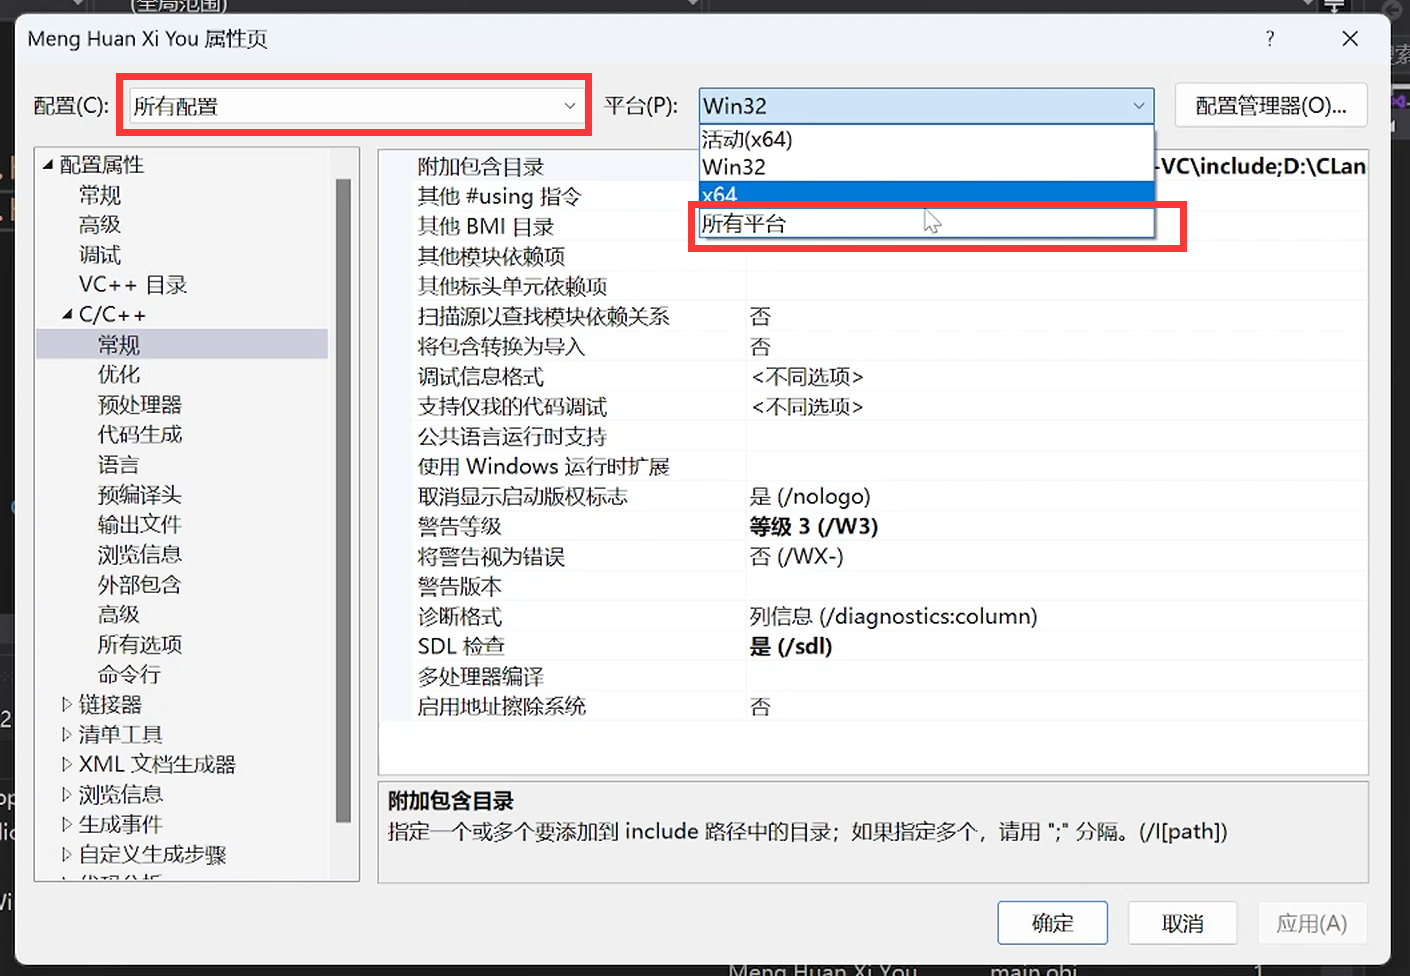 (全局范围)
Meng Huan Xi You 属性页
配置(C):
所有配置
平台(P):
Win32
配置管理器(O)...
活动(x64)
Win32
x64
所有平台
配置属性
常规
高级
调试
VC++ 目录
C/C++
常规
优化
预处理器
代码生成
语言
预编译头
输出文件
浏览信息
外部包含
高级
所有选项
命令行
链接器
清单工具
XML 文档生成器
浏览信息
生成事件
自定义生成步骤
代码分析
附加包含目录
-VC\include;D:\CLan
其他 #using 指令
其他 BMI 目录
其他模块依赖项
其他标头单元依赖项
扫描源以查找模块依赖关系 否
将包含转换为导入 否
调试信息格式 <不同选项>
支持仅我的代码调试 <不同选项>
公共语言运行时支持
使用 Windows 运行时扩展
取消显示启动版权标志 是 (/nologo)
警告等级 等级 3 (/W3)
将警告视为错误 否 (/WX-)
警告版本
诊断格式 列信息 (/diagnostics:column)
SDL 检查 是 (/sdl)
多处理器编译
启用地址擦除系统 否
附加包含目录
指定一个或多个要添加到 include 路径中的目录；如果指定多个，请用 ";" 分隔。(/I[path])
确定
取消
应用(A)
Meng Huan Xi You main.obj 1